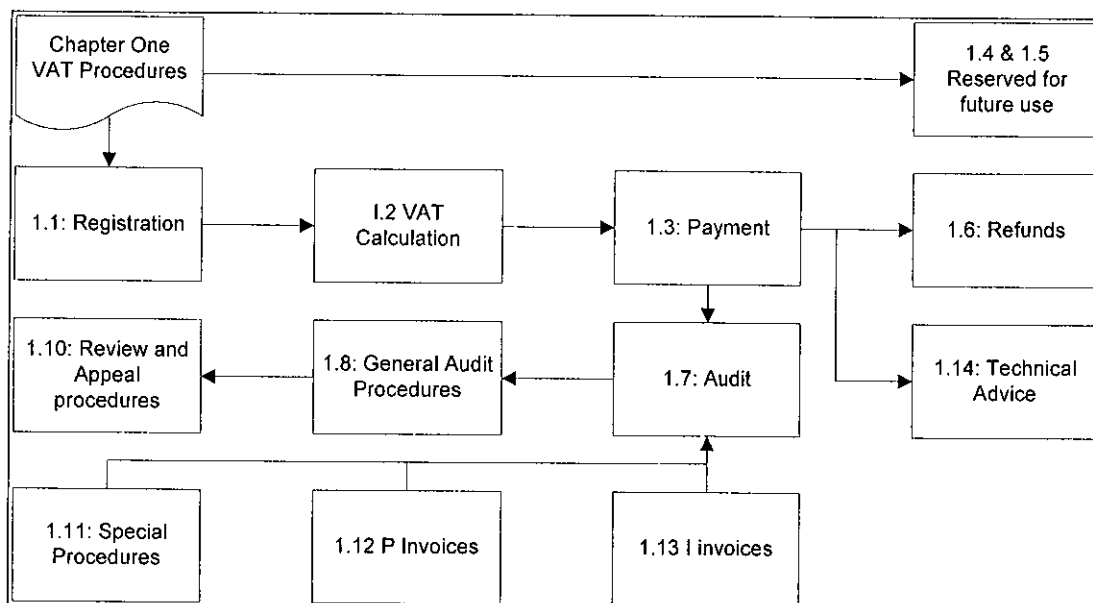 Chapter One
VAT Procedures
1.4 & 1.5
Reserved for
future use
1.1: Registration
I.2 VAT
Calculation
1.3: Payment
1.6: Refunds
1.10: Review and
Appeal
procedures
1.8: General Audit
Procedures
1.7: Audit
1.14: Technical
Advice
1.11: Special
Procedures
1.12 P Invoices
1.13 I invoices